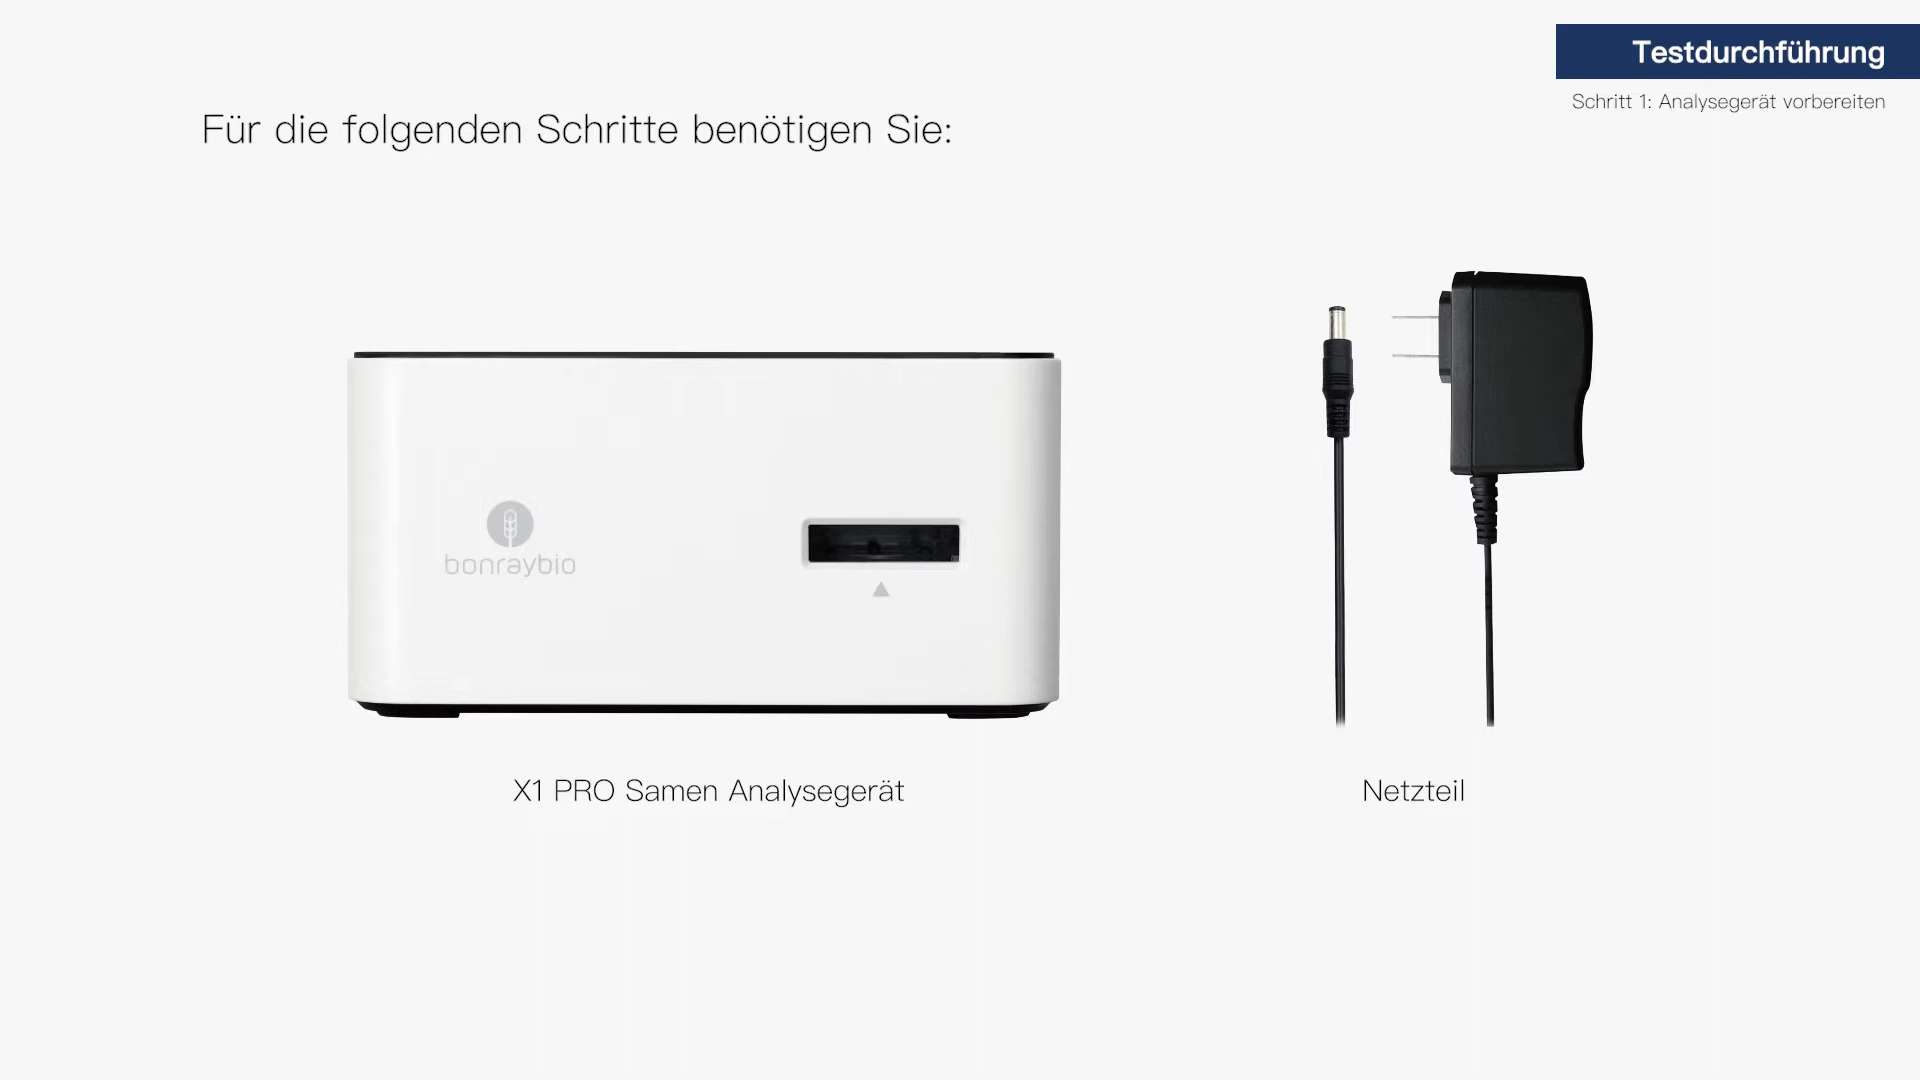 Testdurchführung
Schritt 1: Analysegerät vorbereiten
Für die folgenden Schritte benötigen Sie:
bonraybio
X1 PRO Samen Analysegerät
Netzteil